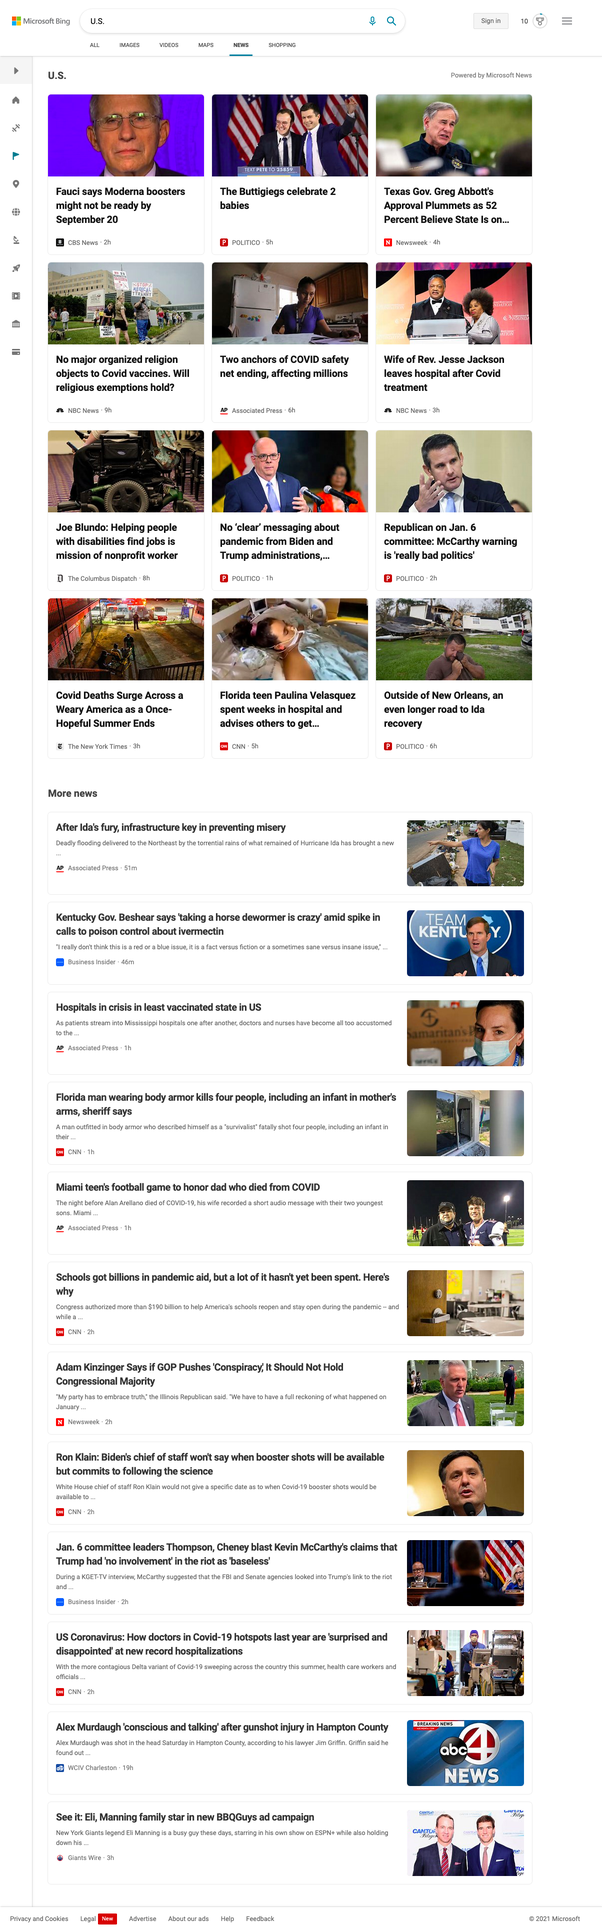 Microsoft Bing
U.S.
Sign in
10
ALL IMAGES VIDEOS MAPS NEWS SHOPPING
U.S.
Powered by Microsoft News
TEXT PETE TO 25859
Fauci says Moderna boosters
might not be ready by
September 20
CBS News · 2h
The Buttigiegs celebrate 2
babies
POLITICO · 5h
Texas Gov. Greg Abbott's
Approval Plummets as 52
Percent Believe State Is on...
Newsweek · 4h
No major organized religion
objects to Covid vaccines. Will
religious exemptions hold?
NBC News · 9h
Two anchors of COVID safety
net ending, affecting millions
AP Associated Press · 6h
Wife of Rev. Jesse Jackson
leaves hospital after Covid
treatment
NBC News · 3h
Joe Blundo: Helping people
with disabilities find jobs is
mission of nonprofit worker
The Columbus Dispatch · 8h
No 'clear' messaging about
pandemic from Biden and
Trump administrations,...
POLITICO · 1h
Republican on Jan. 6
committee: McCarthy warning
is 'really bad politics'
POLITICO · 2h
Covid Deaths Surge Across a
Weary America as a Once-
Hopeful Summer Ends
The New York Times · 3h
Florida teen Paulina Velasquez
spent weeks in hospital and
advises others to get...
CNN · 5h
Outside of New Orleans, an
even longer road to Ida
recovery
POLITICO · 6h
More news
After Ida's fury, infrastructure key in preventing misery
Deadly flooding delivered to the Northeast by the torrential rains of what remained of Hurricane Ida has brought a new
...
AP Associated Press · 51m
Kentucky Gov. Beshear says 'taking a horse dewormer is crazy' amid spike in
calls to poison control about ivermectin
"I really don't think this is a red or a blue issue, it is a fact versus fiction or a sometimes sane versus insane issue," ...
Business Insider · 46m
TEAM
KENTUCKY
Hospitals in crisis in least vaccinated state in US
As patients stream into Mississippi hospitals one after another, doctors and nurses have become all too accustomed
to the ...
AP Associated Press · 1h
Samaritan's
Florida man wearing body armor kills four people, including an infant in mother's
arms, sheriff says
A man outfitted in body armor who described himself as a "survivalist" fatally shot four people, including an infant in
their ...
CNN · 1h
Miami teen's football game to honor dad who died from COVID
The night before Alan Arellano died of COVID-19, his wife recorded a short audio message with their two youngest
sons. Miami ...
AP Associated Press · 1h
Schools got billions in pandemic aid, but a lot of it hasn't yet been spent. Here's
why
Congress authorized more than $190 billion to help America's schools reopen and stay open during the pandemic -- and
while a ...
CNN · 2h
Adam Kinzinger Says if GOP Pushes 'Conspiracy,' It Should Not Hold
Congressional Majority
"My party has to embrace truth," the Illinois Republican said. "We have to have a full reckoning of what happened on
January ...
Newsweek · 2h
Ron Klain: Biden's chief of staff won't say when booster shots will be available
but commits to following the science
White House chief of staff Ron Klain would not give a specific date as to when Covid-19 booster shots would be
available to ...
CNN · 2h
Jan. 6 committee leaders Thompson, Cheney blast Kevin McCarthy's claims that
Trump had 'no involvement' in the riot as 'baseless'
During a KGET-TV interview, McCarthy suggested that the FBI and Senate agencies looked into Trump's link to the riot
and ...
Business Insider · 2h
US Coronavirus: How doctors in Covid-19 hotspots last year are 'surprised and
disappointed' at new record hospitalizations
With the more contagious Delta variant of Covid-19 sweeping across the country this summer, health care workers and
officials ...
CNN · 2h
Alex Murdaugh 'conscious and talking' after gunshot injury in Hampton County
Alex Murdaugh was shot in the head Saturday in Hampton County, according to his lawyer Jim Griffin. Griffin said he
found out ...
WCIV Charleston · 19h
BREAKING NEWS
abc 4
NEWS
See it: Eli, Manning family star in new BBQGuys ad campaign
New York Giants legend Eli Manning is a busy guy these days, starring in his own show on ESPN+ while also holding
down his ...
Giants Wire · 3h
Privacy and Cookies Legal New Advertise About our ads Help Feedback © 2021 Microsoft